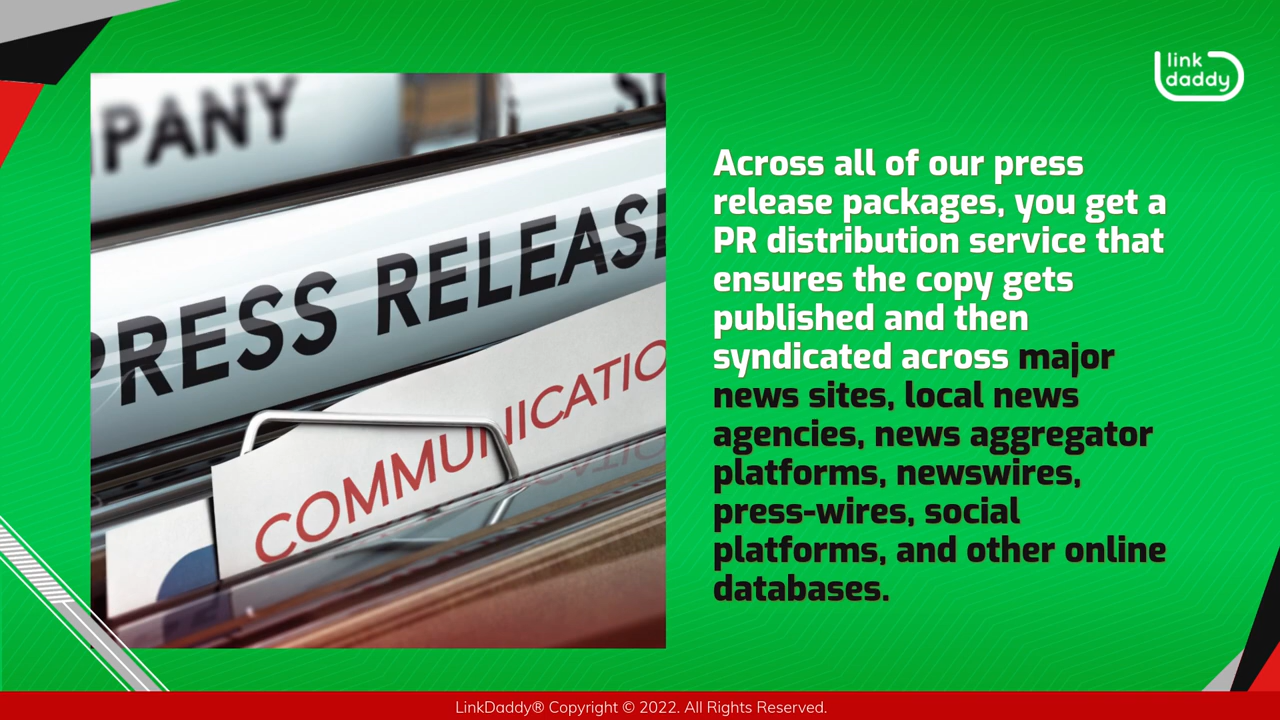 link
daddy
PANY
PRESS RELEASE
COMMUNICATIO
Across all of our press
release packages, you get a
PR distribution service that
ensures the copy gets
published and then
syndicated across major
news sites, local news
agencies, news aggregator
platforms, newswires,
press-wires, social
platforms, and other online
databases.
LinkDaddy® Copyright © 2022. All Rights Reserved.